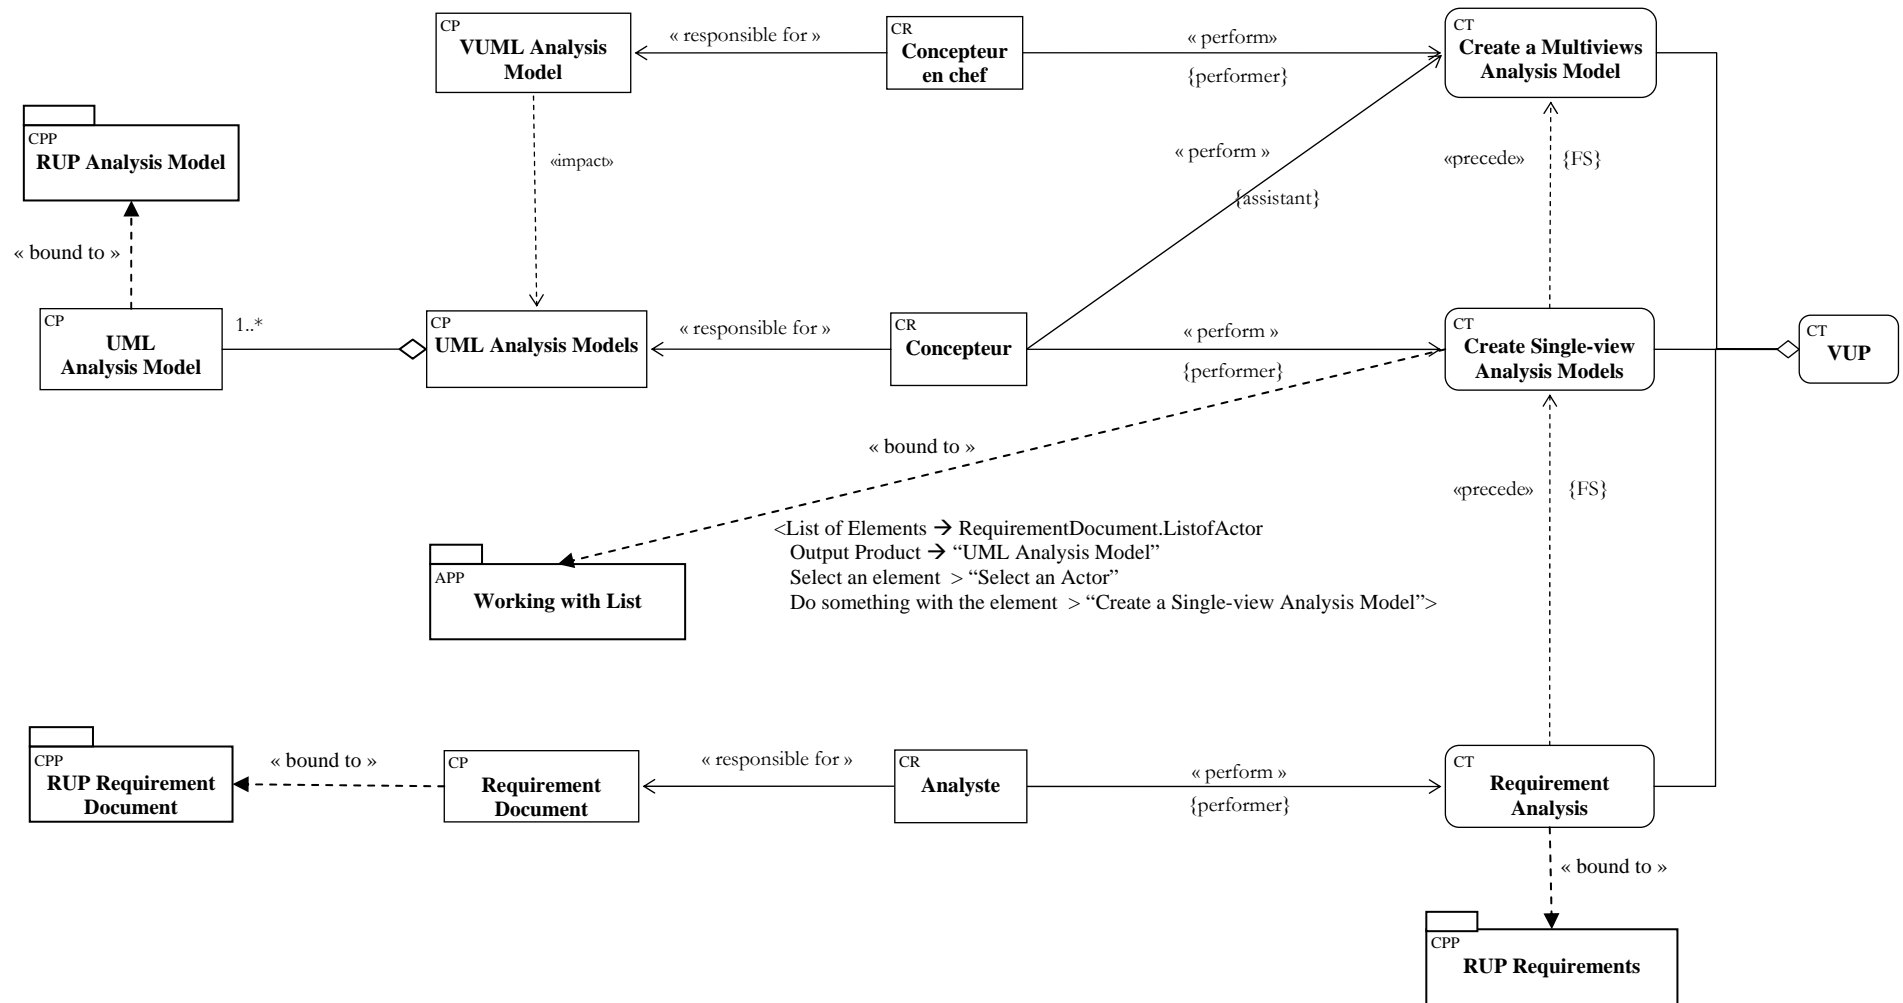 CP
VUML Analysis
Model
« responsible for »
CR
Concepteur
en chef
« perform»
{performer}
CT
Create a Multiviews
Analysis Model
CPP
RUP Analysis Model
«impact»
« perform »
{assistant}
«precede»
{FS}
« bound to »
CP
UML
Analysis Model
1..*
CP
UML Analysis Models
« responsible for »
CR
Concepteur
« perform »
{performer}
CT
Create Single-view
Analysis Models
CT
VUP
« bound to »
«precede»
{FS}
<List of Elements → RequirementDocument.ListofActor
Output Product → “UML Analysis Model”
Select an element > “Select an Actor”
Do something with the element > “Create a Single-view Analysis Model”>
APP
Working with List
CPP
RUP Requirement
Document
« bound to »
CP
Requirement
Document
« responsible for »
CR
Analyste
« perform »
{performer}
CT
Requirement
Analysis
« bound to »
CPP
RUP Requirements